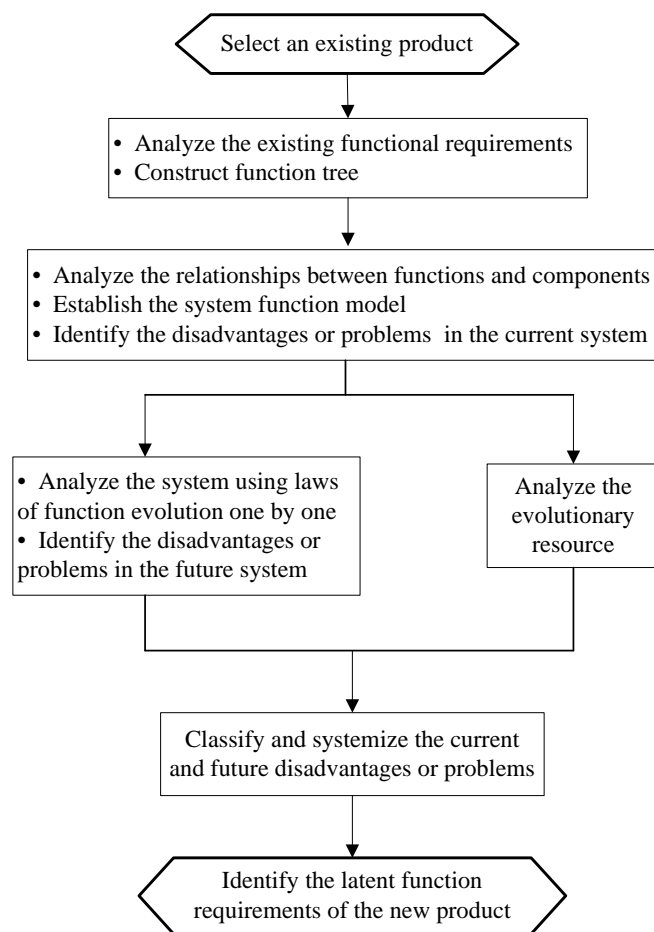 Select an existing product
• Analyze the existing functional requirements
• Construct function tree
• Analyze the relationships between functions and components
• Establish the system function model
• Identify the disadvantages or problems in the current system
• Analyze the system using laws
of function evolution one by one
• Identify the disadvantages or
problems in the future system
Analyze the
evolutionary
resource
Classify and systemize the current
and future disadvantages or problems
Identify the latent function
requirements of the new product